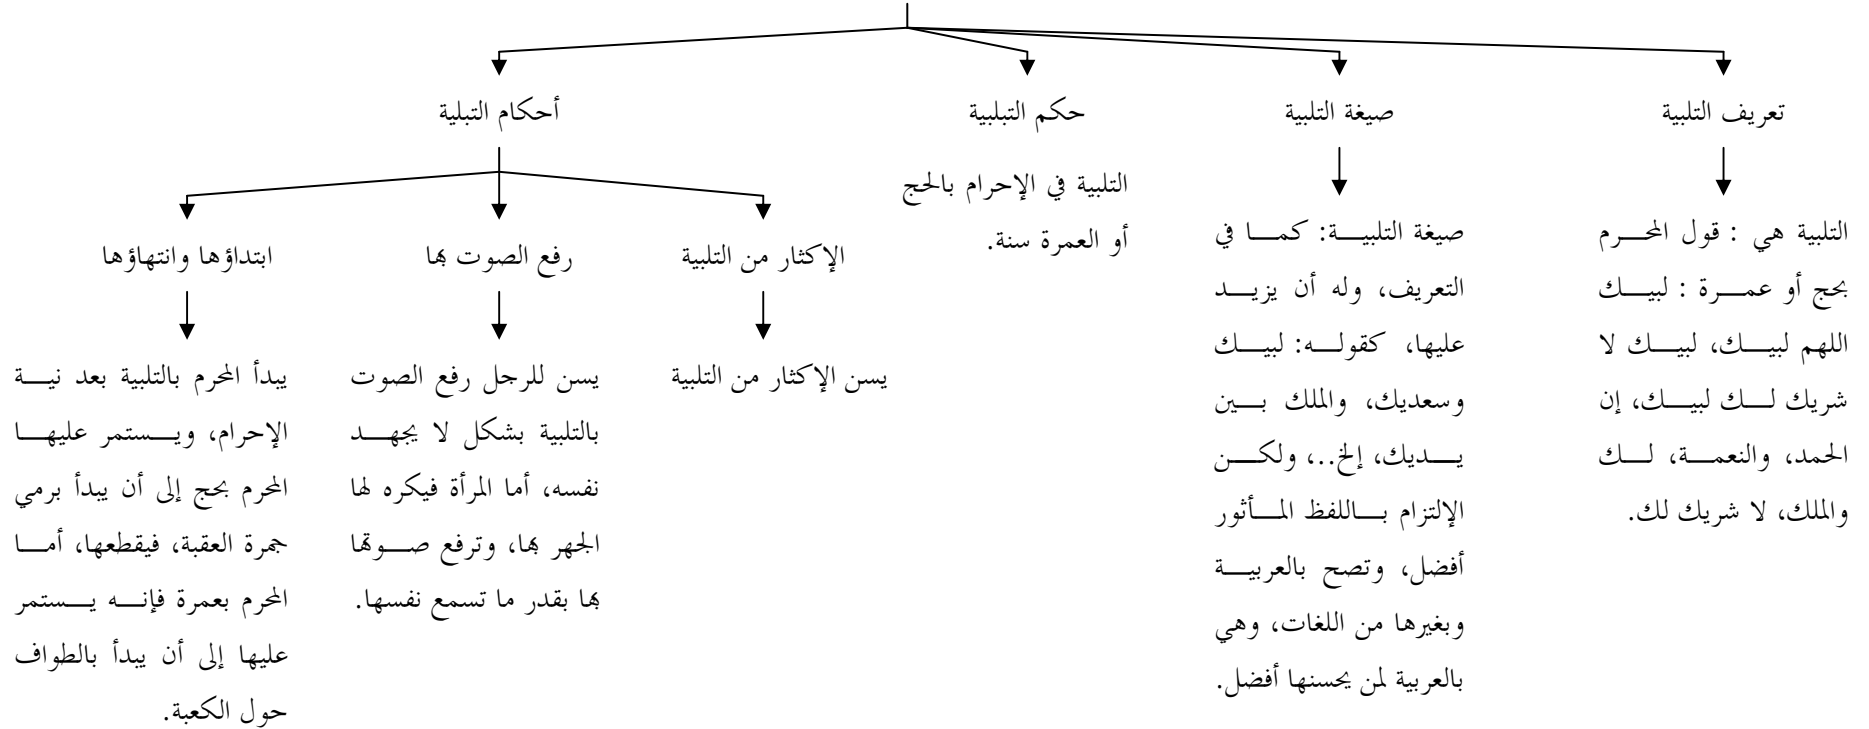 تعريف التلبية
صيغة التلبية
حكم التبلبية
أحكام التبلية
التلبية هي : قول المحرم
بحج أو عمرة : لبيك
اللهم لبيك، لبيك لا
شريك لك لبيك، إن
الحمد، والنعمة، لك
والملك، لا شريك لك.
صيغة التلبية: كما في
التعريف، وله أن يزيد
عليها، كقوله: لبيك
وسعديك، والملك بين
يديك، إلخ..، ولكن
الإلتزام باللفظ المأثور
أفضل، وتصح بالعربية
وبغيرها من اللغات، وهي
بالعربية لمن يحسنها أفضل.
التلبية في الإحرام بالحج
أو العمرة سنة.
الإكثار من التلبية
رفع الصوت بها
ابتداؤها وانتهاؤها
يسن الإكثار من التلبية
يسن للرجل رفع الصوت
بالتلبية بشكل لا يجهد
نفسه، أما المرأة فيكره لها
الجهر بها، وترفع صوتها
بها بقدر ما تسمع نفسها.
يبدأ المحرم بالتلبية بعد نية
الإحرام، ويستمر عليها
المحرم بحج إلى أن يبدأ برمي
جمرة العقبة، فيقطعها، أما
المحرم بعمرة فإنه يستمر
عليها إلى أن يبدأ بالطواف
حول الكعبة.